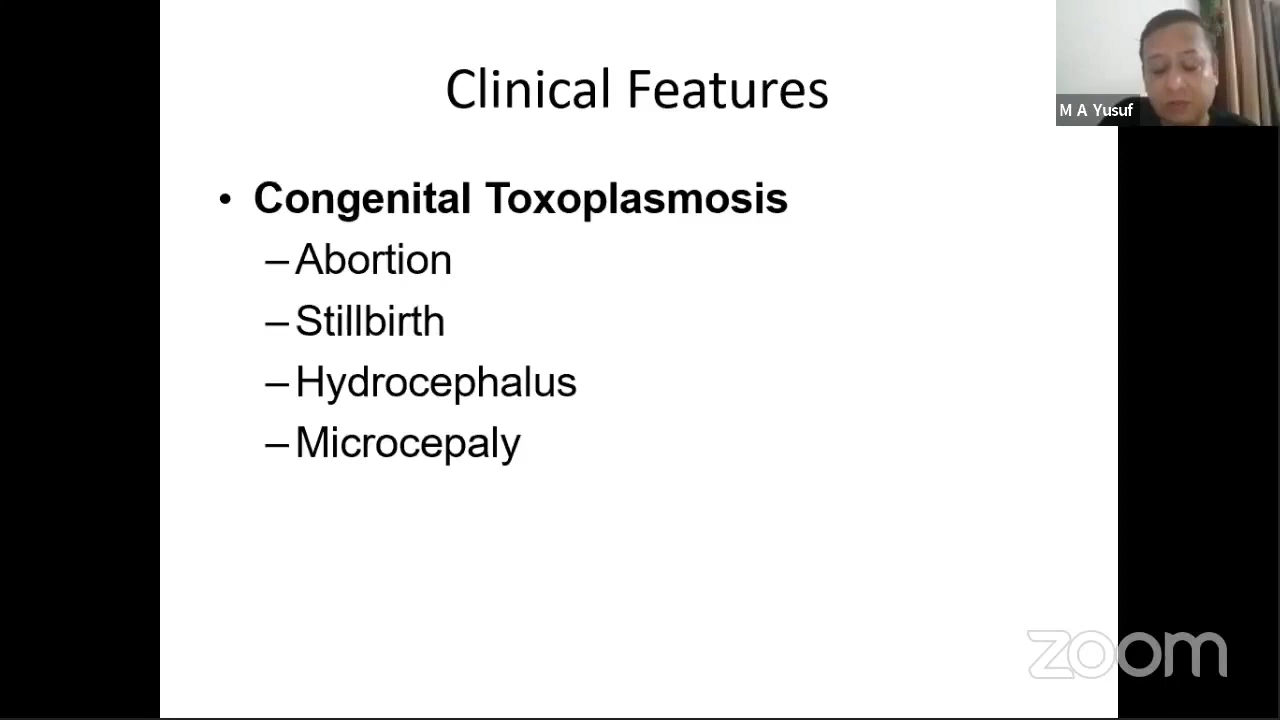 Clinical Features
M A Yusuf
• Congenital Toxoplasmosis
– Abortion
– Stillbirth
– Hydrocephalus
– Microcepaly
zoom